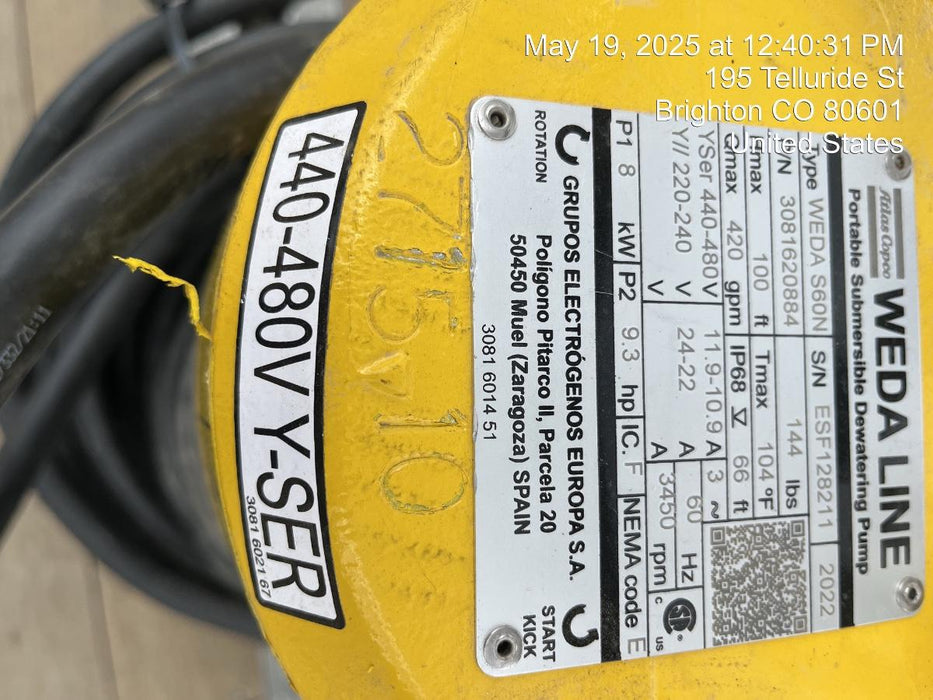 May 19, 2025 at 12:40:31 PM
195 Telluride St
Brighton CO 80601
United States
Atlas Copco WEDA LINE
Portable Submersible Dewatering Pump
Type WEDA S60N S/N ESF128211 2022
P/N 3081620884 144 lbs
Hmax 100 ft Tmax 104 °F
Qmax 420 gpm IP68 66 ft
YSer 440-480 V 11.9-10.9 A 3 ~
Y// 220-240 V 24-22 A 60 Hz
V A 3450 rpm
P1 8 kW P2 9.3 hp IC. F NEMA code E
c US
GRUPOS ELECTRÓGENOS EUROPA S.A.
ROTATION
Polígono Pitarco II, Parcela 20
START
KICK
50450 Muel (Zaragoza) SPAIN
3081 6014 51
2715v10
440-480V Y-SER
3081 6021 67